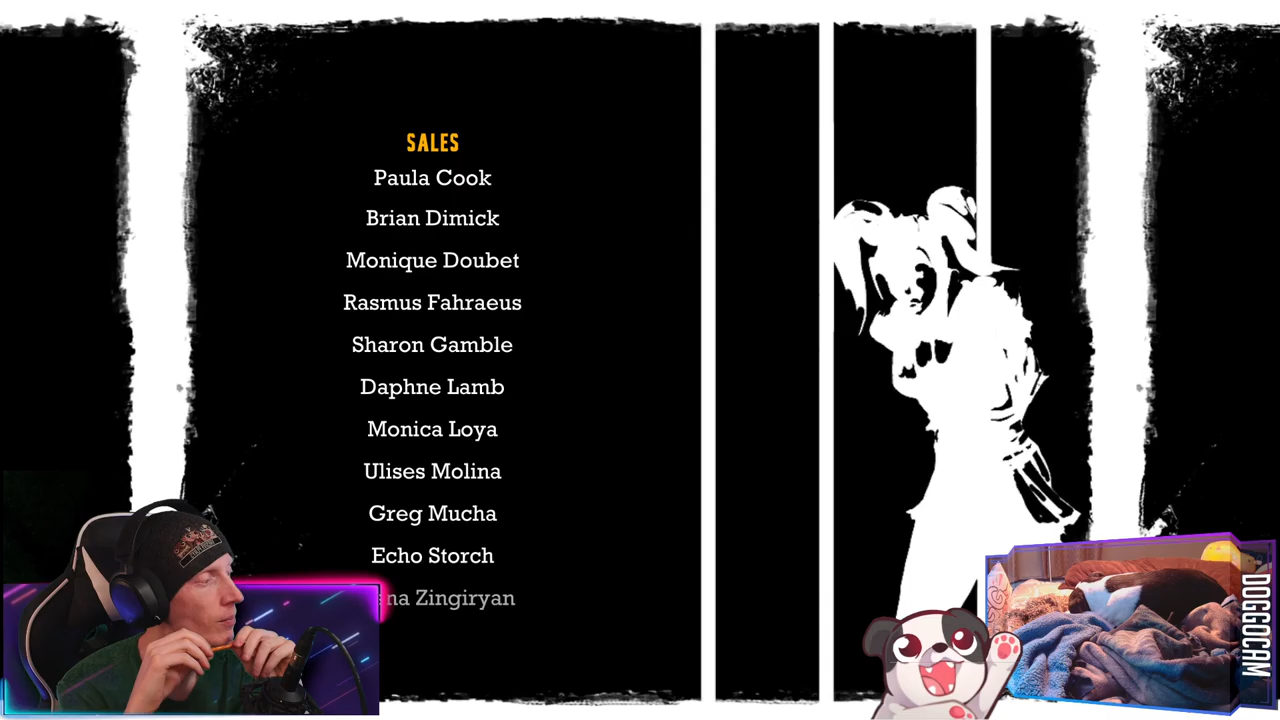 SALES
Paula Cook
Brian Dimick
Monique Doubet
Rasmus Fahraeus
Sharon Gamble
Daphne Lamb
Monica Loya
Ulises Molina
Greg Mucha
Echo Storch
Zingiryan
DOGGOCAM